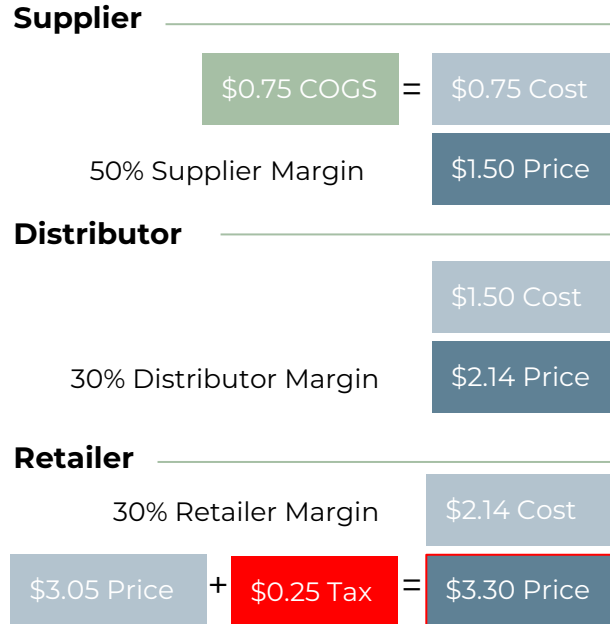 Supplier
$0.75 COGS = $0.75 Cost
50% Supplier Margin $1.50 Price
Distributor
$1.50 Cost
30% Distributor Margin $2.14 Price
Retailer
30% Retailer Margin $2.14 Cost
$3.05 Price + $0.25 Tax = $3.30 Price